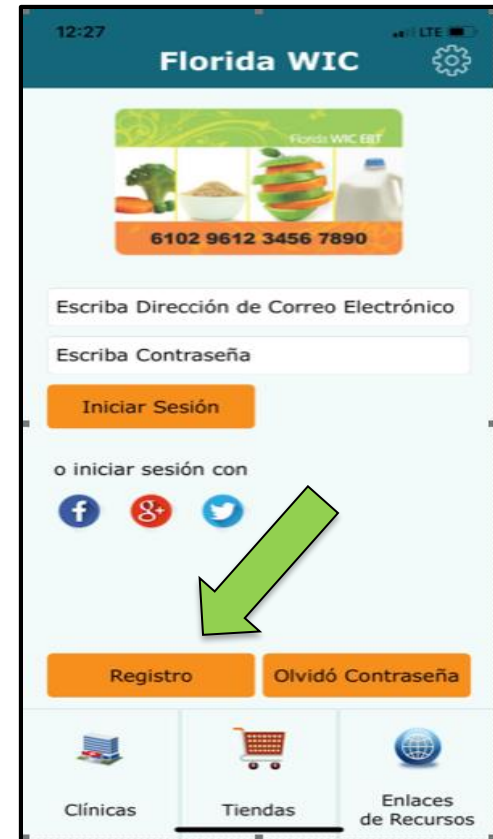 12:27
LTE
Florida WIC
Florida WIC EBT
6102 9612 3456 7890
Escriba Dirección de Correo Electrónico
Escriba Contraseña
Iniciar Sesión
o iniciar sesión con
f 8+
Registro
Olvidó Contraseña
Clínicas
Tiendas
Enlaces
de Recursos